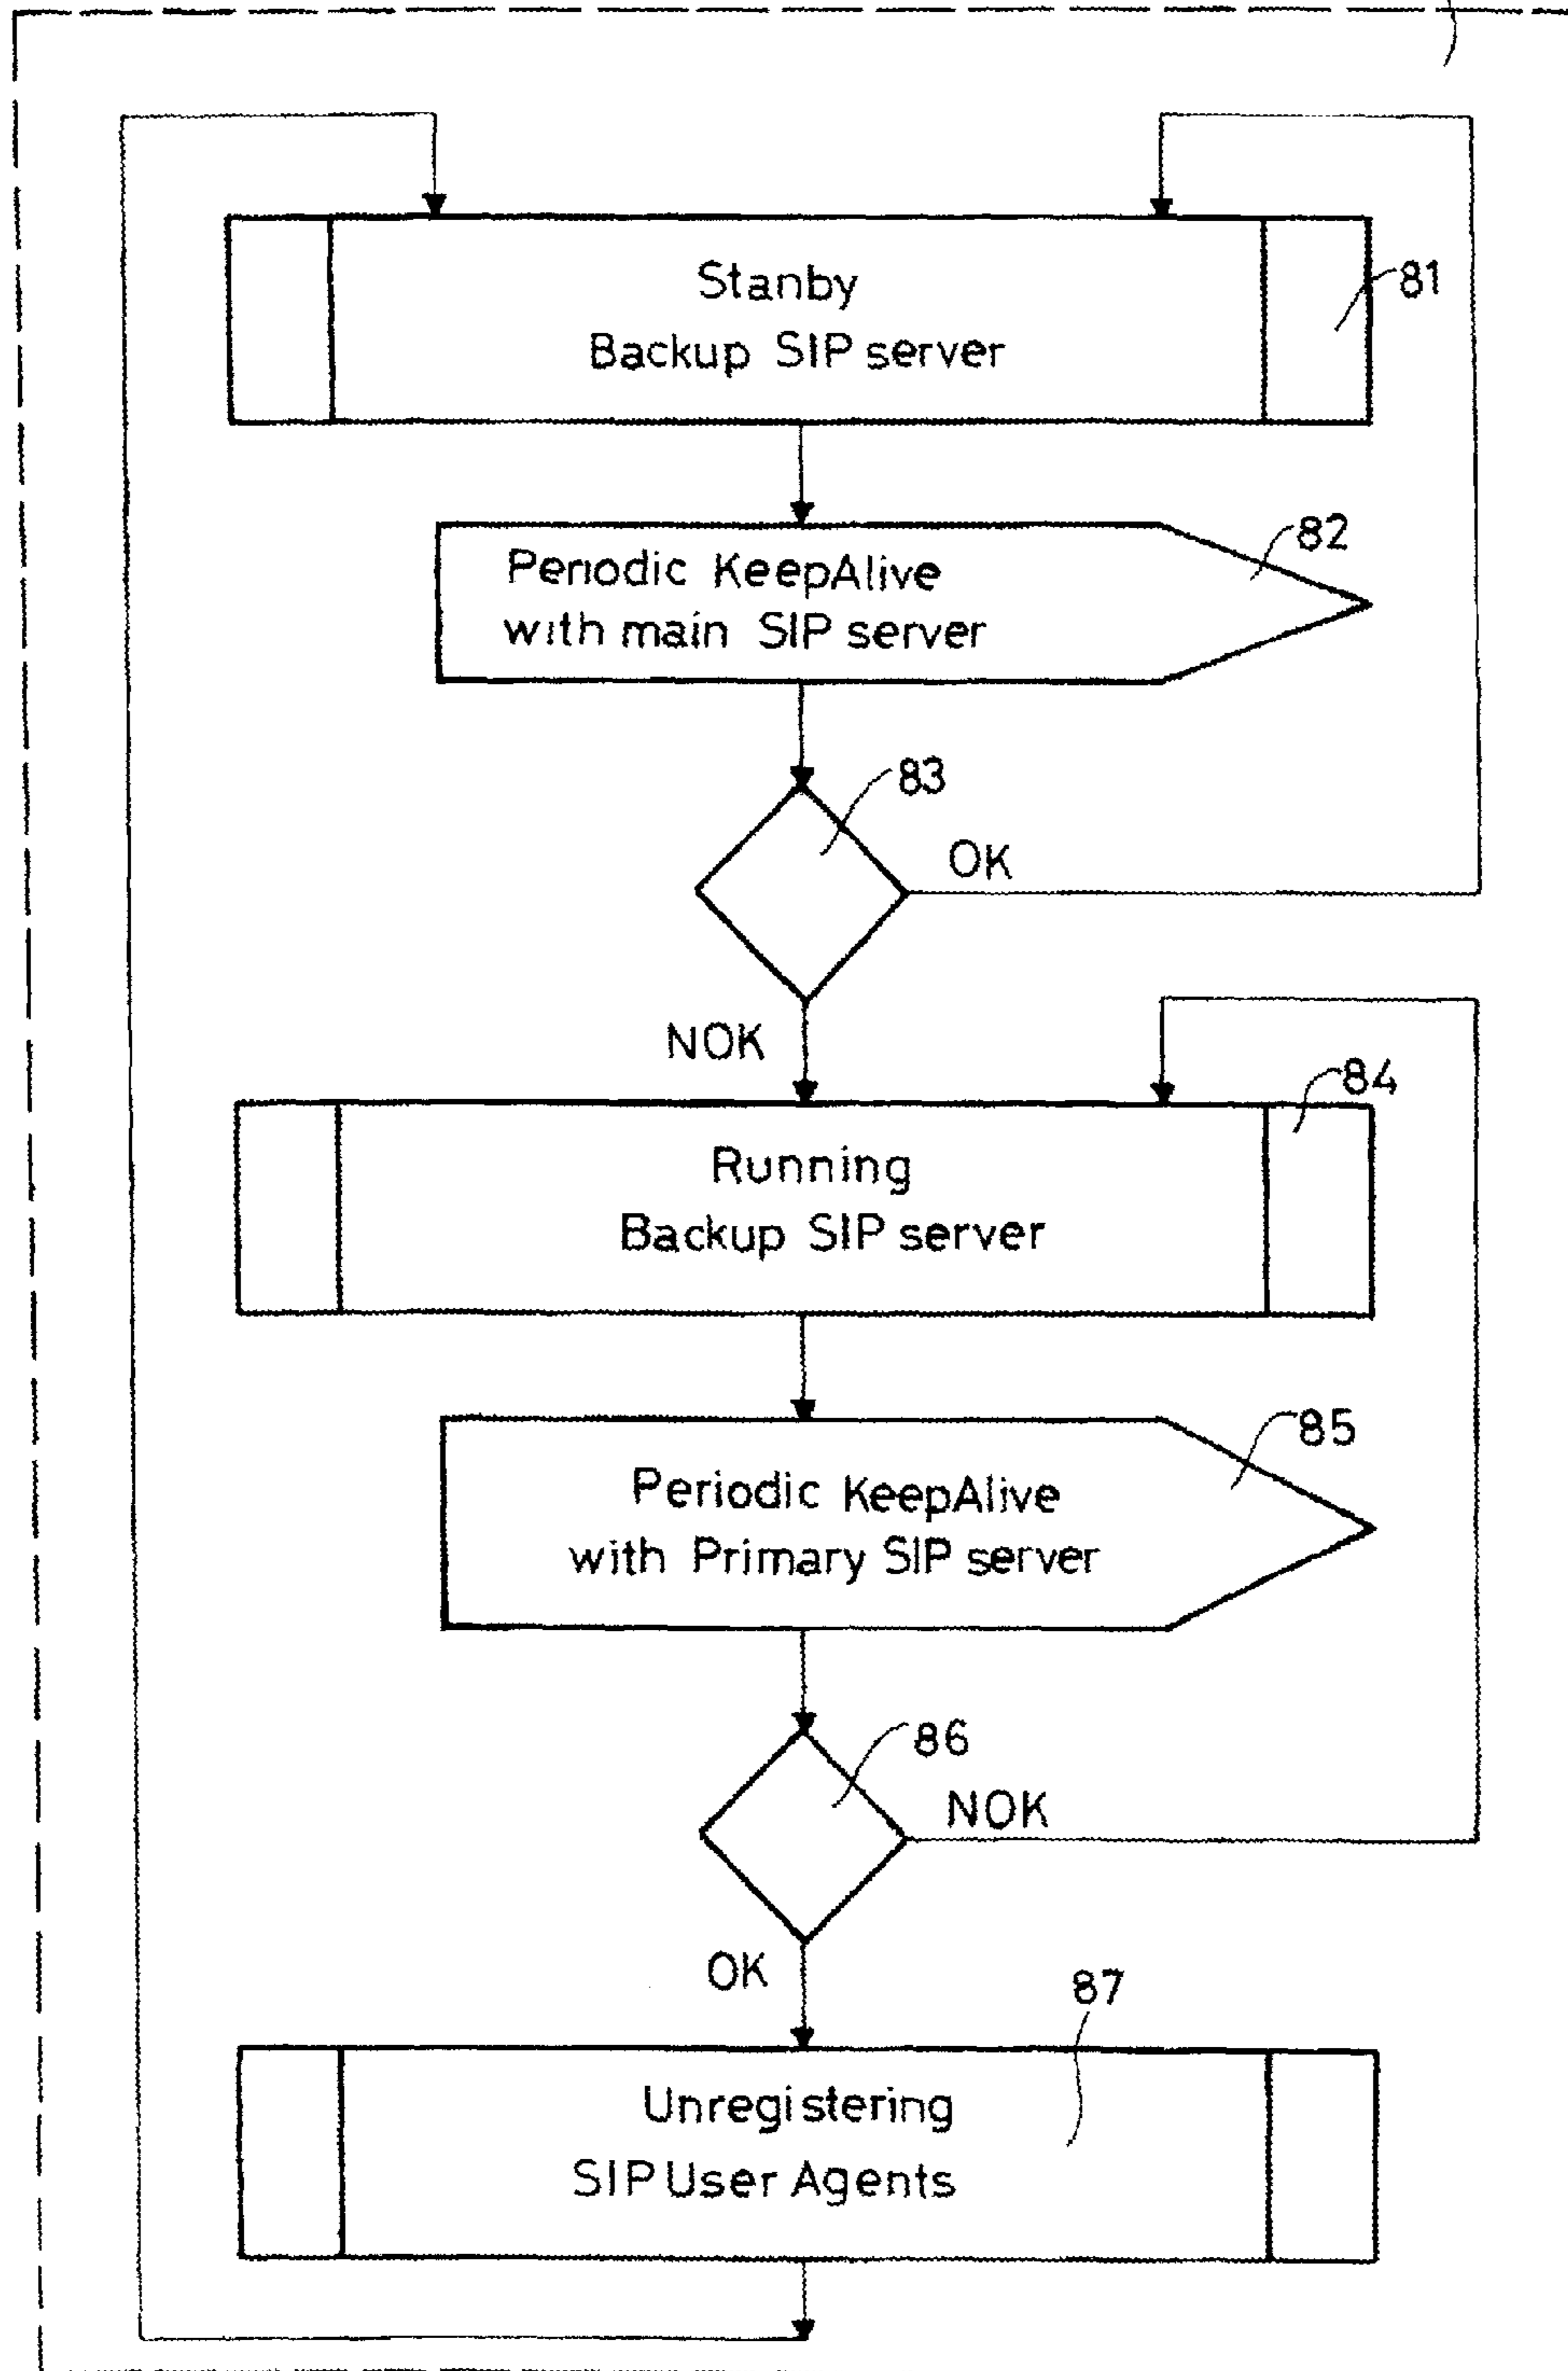 Stanby
Backup SIP server
81
Periodic KeepAlive
with main SIP server
82
83
OK
NOK
84
Running
Backup SIP server
85
Periodic KeepAlive
with Primary SIP server
86
NOK
OK
87
Unregistering
SIP User Agents